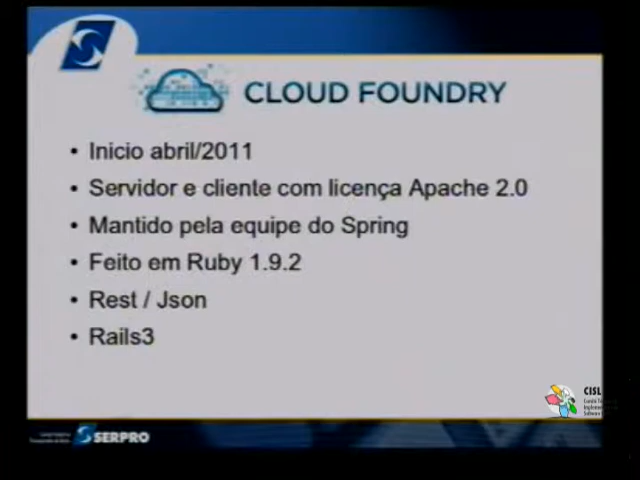 CLOUD FOUNDRY
• Inicio abril/2011
• Servidor e cliente com licença Apache 2.0
• Mantido pela equipe do Spring
• Feito em Ruby 1.9.2
• Rest / Json
• Rails3
CISL
SERPRO